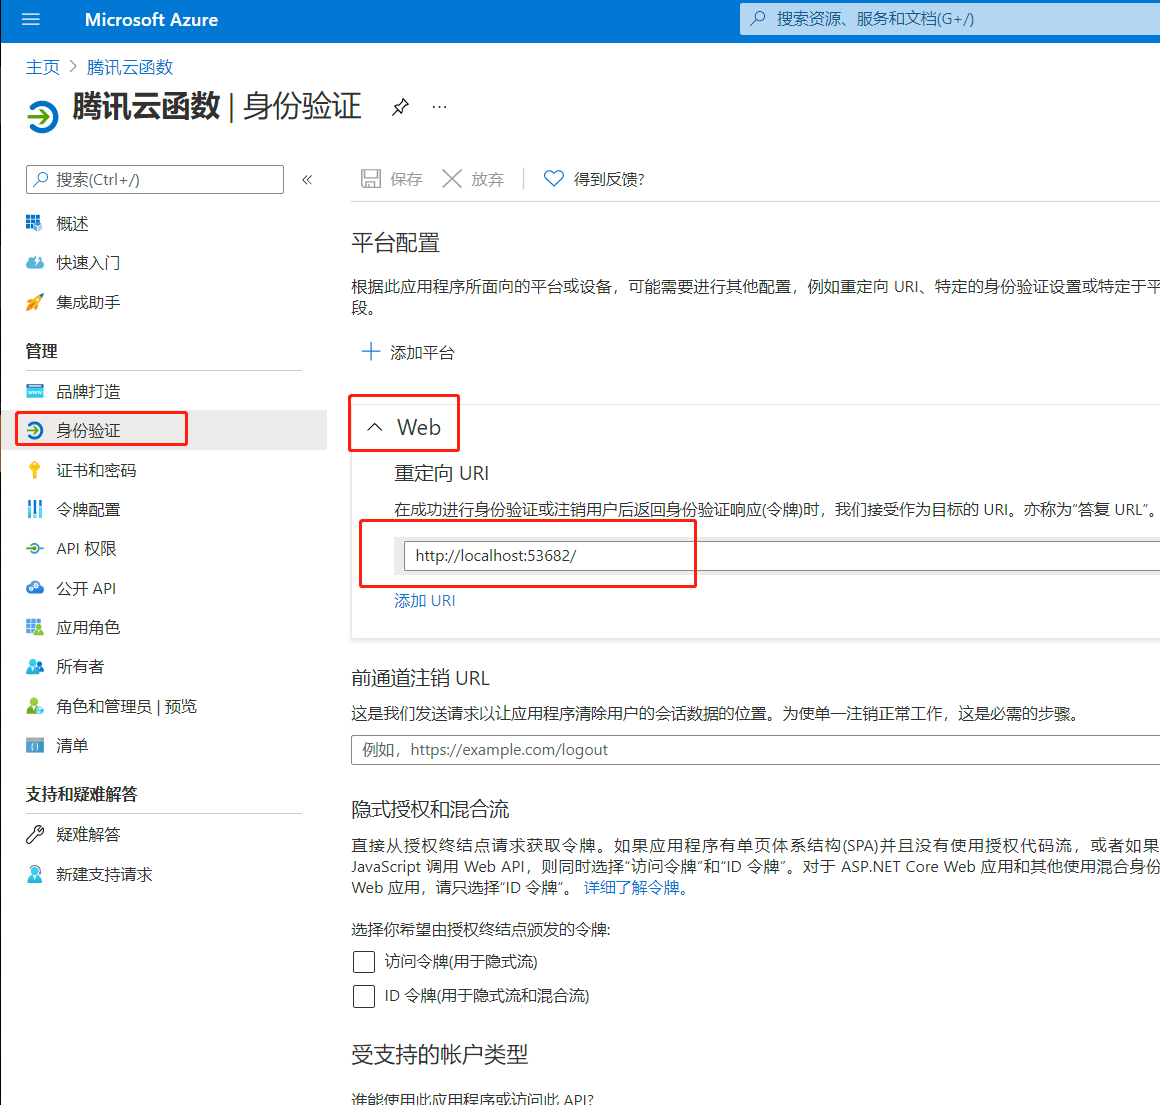 Microsoft Azure
搜索资源、服务和文档(G+/)
主页 > 腾讯云函数
腾讯云函数 | 身份验证
搜索(Ctrl+/)
«
保存
放弃
得到反馈?
概述
快速入门
集成助手
管理
品牌打造
身份验证
证书和密码
令牌配置
API 权限
公开 API
应用角色
所有者
角色和管理员 | 预览
清单
支持和疑难解答
疑难解答
新建支持请求
平台配置
根据此应用程序所面向的平台或设备，可能需要进行其他配置，例如重定向 URI、特定的身份验证设置或特定于平
段。
添加平台
Web
重定向 URI
在成功进行身份验证或注销用户后返回身份验证响应(令牌)时，我们接受作为目标的 URI。亦称为“答复 URL”。
http://localhost:53682/
添加 URI
前通道注销 URL
这是我们发送请求以让应用程序清除用户的会话数据的位置。为使单一注销正常工作，这是必需的步骤。
例如，https://example.com/logout
隐式授权和混合流
直接从授权终结点请求获取令牌。如果应用程序有单页体系结构(SPA)并且没有使用授权代码流，或者如果
JavaScript 调用 Web API，则同时选择“访问令牌”和“ID 令牌”。对于 ASP.NET Core Web 应用和其他使用混合身份
Web 应用，请只选择“ID 令牌”。 详细了解令牌。
选择你希望由授权终结点颁发的令牌:
访问令牌(用于隐式流)
ID 令牌(用于隐式流和混合流)
受支持的帐户类型
谁能使用此应用程序或访问此 API?